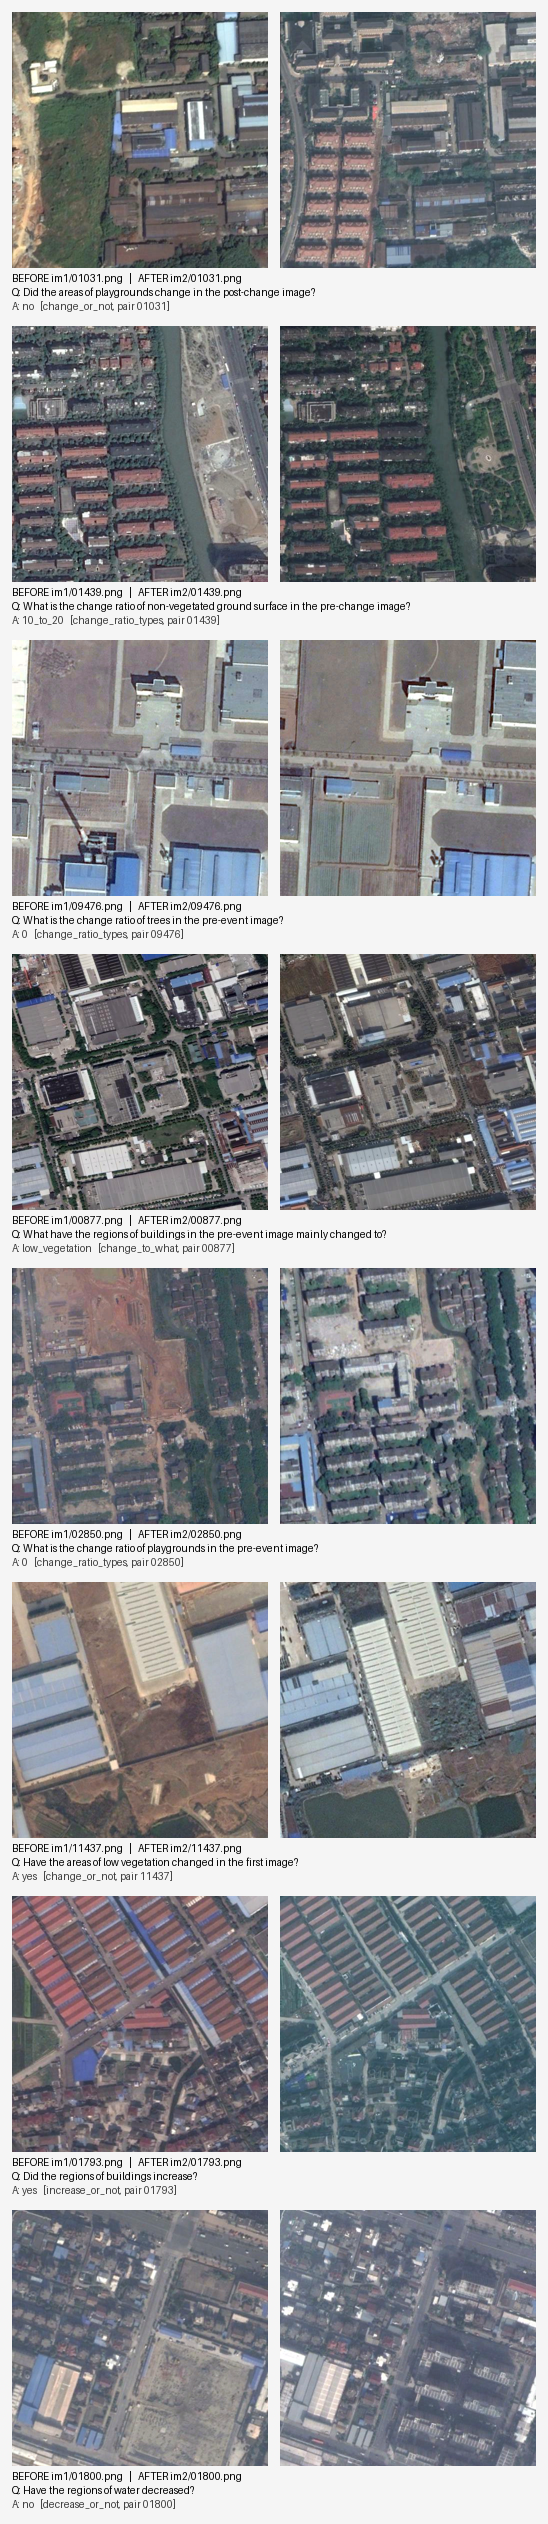 BEFORE im1/01031.png | AFTER im2/01031.png
Q: Did the areas of playgrounds change in the post-change image?
A: no [change_or_not, pair 01031]
BEFORE im1/01439.png | AFTER im2/01439.png
Q: What is the change ratio of non-vegetated ground surface in the pre-change image?
A: 10_to_20 [change_ratio_types, pair 01439]
BEFORE im1/09476.png | AFTER im2/09476.png
Q: What is the change ratio of trees in the pre-event image?
A: 0 [change_ratio_types, pair 09476]
BEFORE im1/00877.png | AFTER im2/00877.png
Q: What have the regions of buildings in the pre-event image mainly changed to?
A: low_vegetation [change_to_what, pair 00877]
BEFORE im1/02850.png | AFTER im2/02850.png
Q: What is the change ratio of playgrounds in the pre-event image?
A: 0 [change_ratio_types, pair 02850]
BEFORE im1/11437.png | AFTER im2/11437.png
Q: Have the areas of low vegetation changed in the first image?
A: yes [change_or_not, pair 11437]
BEFORE im1/01793.png | AFTER im2/01793.png
Q: Did the regions of buildings increase?
A: yes [increase_or_not, pair 01793]
BEFORE im1/01800.png | AFTER im2/01800.png
Q: Have the regions of water decreased?
A: no [decrease_or_not, pair 01800]